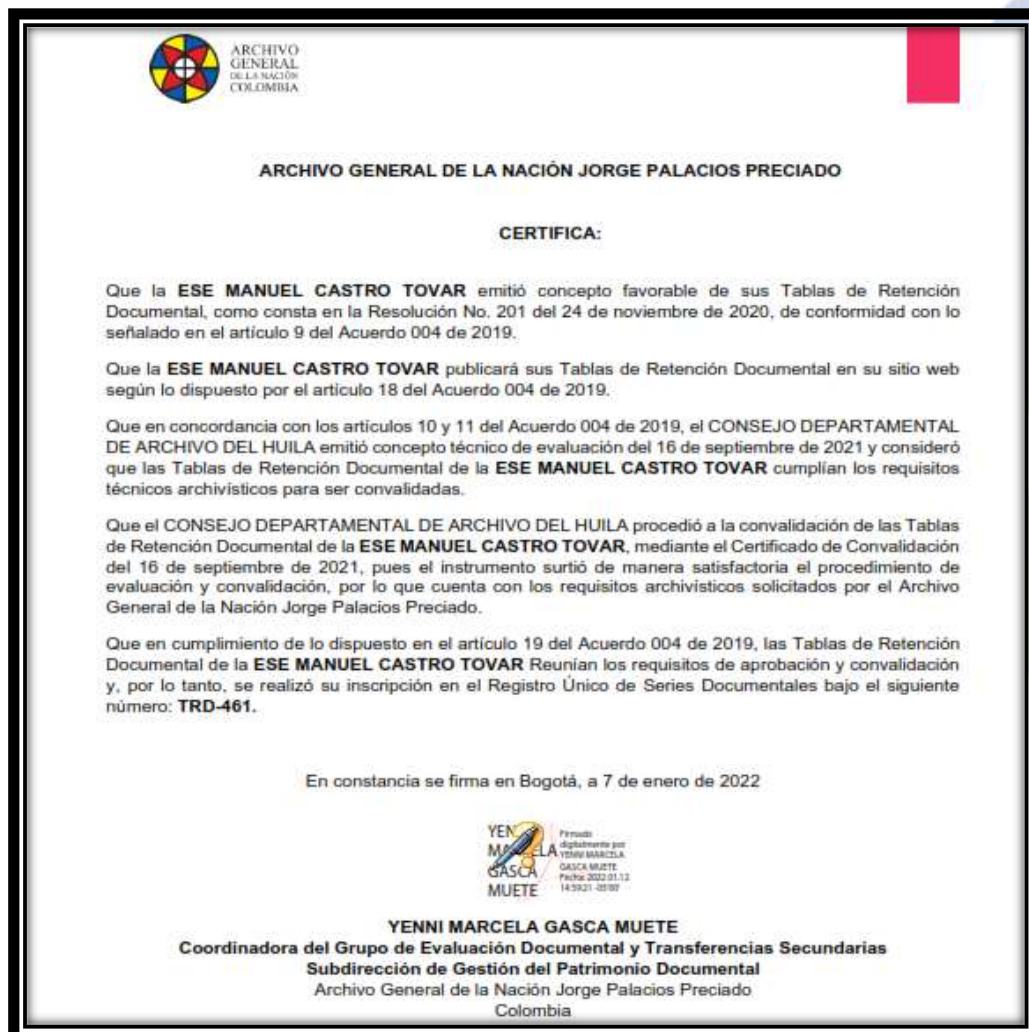 ARCHIVO
GENERAL
DE LA NACIÓN
COLOMBIA
ARCHIVO GENERAL DE LA NACIÓN JORGE PALACIOS PRECIADO
CERTIFICA:
Que la ESE MANUEL CASTRO TOVAR emitió concepto favorable de sus Tablas de Retención
Documental, como consta en la Resolución No. 201 del 24 de noviembre de 2020, de conformidad con lo
señalado en el artículo 9 del Acuerdo 004 de 2019.
Que la ESE MANUEL CASTRO TOVAR publicará sus Tablas de Retención Documental en su sitio web
según lo dispuesto por el artículo 18 del Acuerdo 004 de 2019.
Que en concordancia con los artículos 10 y 11 del Acuerdo 004 de 2019, el CONSEJO DEPARTAMENTAL
DE ARCHIVO DEL HUILA emitió concepto técnico de evaluación del 16 de septiembre de 2021 y consideró
que las Tablas de Retención Documental de la ESE MANUEL CASTRO TOVAR cumplían los requisitos
técnicos archivísticos para ser convalidadas.
Que el CONSEJO DEPARTAMENTAL DE ARCHIVO DEL HUILA procedió a la convalidación de las Tablas
de Retención Documental de la ESE MANUEL CASTRO TOVAR, mediante el Certificado de Convalidación
del 16 de septiembre de 2021, pues el instrumento surtió de manera satisfactoria el procedimiento de
evaluación y convalidación, por lo que cuenta con los requisitos archivísticos solicitados por el Archivo
General de la Nación Jorge Palacios Preciado.
Que en cumplimiento de lo dispuesto en el artículo 19 del Acuerdo 004 de 2019, las Tablas de Retención
Documental de la ESE MANUEL CASTRO TOVAR Reunían los requisitos de aprobación y convalidación
y, por lo tanto, se realizó su inscripción en el Registro Único de Series Documentales bajo el siguiente
número: TRD-461.
En constancia se firma en Bogotá, a 7 de enero de 2022
GASCA
MUETE
Firmado
digitalmente por
YENNI MARCELA
GASCA MUETE
Fecha: 2022.01.12
14:59:21 -05'00'
YENNI MARCELA GASCA MUETE
Coordinadora del Grupo de Evaluación Documental y Transferencias Secundarias
Subdirección de Gestión del Patrimonio Documental
Archivo General de la Nación Jorge Palacios Preciado
Colombia